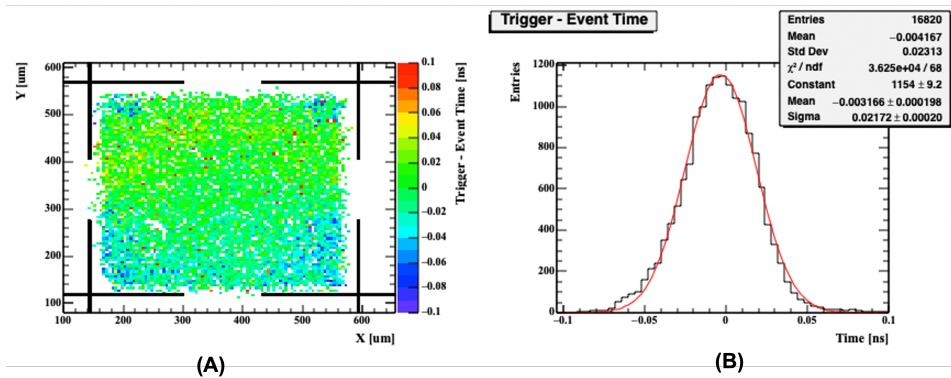 Y [um]
600
500
400
300
200
100
100
200
300
400
500
600
X [um]
0.1
0.08
0.06
0.04
0.02
0
−0.02
−0.04
−0.06
−0.08
−0.1
Trigger - Event Time [ns]
(A)
Trigger - Event Time
Entries 16820
Mean −0.004167
Std Dev 0.02313
χ² / ndf 3.625e+04 / 68
Constant 1154 ± 9.2
Mean −0.003166 ± 0.000198
Sigma 0.02172 ± 0.00020
Entries
1200
1000
800
600
400
200
0
−0.1
−0.05
0
0.05
0.1
Time [ns]
(B)